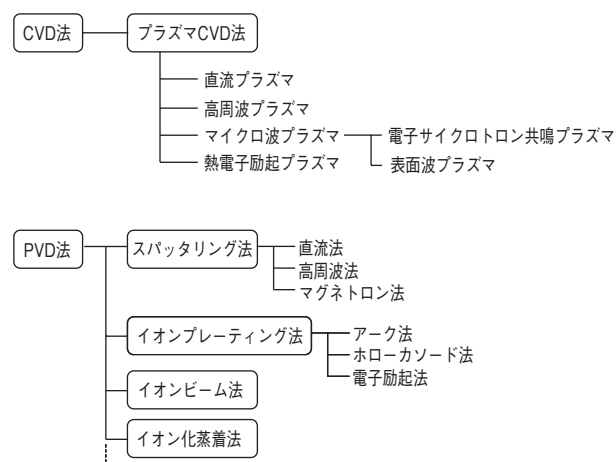 CVD法
プラズマCVD法
直流プラズマ
高周波プラズマ
マイクロ波プラズマ
電子サイクロトロン共鳴プラズマ
熱電子励起プラズマ
表面波プラズマ
PVD法
スパッタリング法
直流法
高周波法
マグネトロン法
イオンプレーティング法
アーク法
ホローカソード法
電子励起法
イオンビーム法
イオン化蒸着法